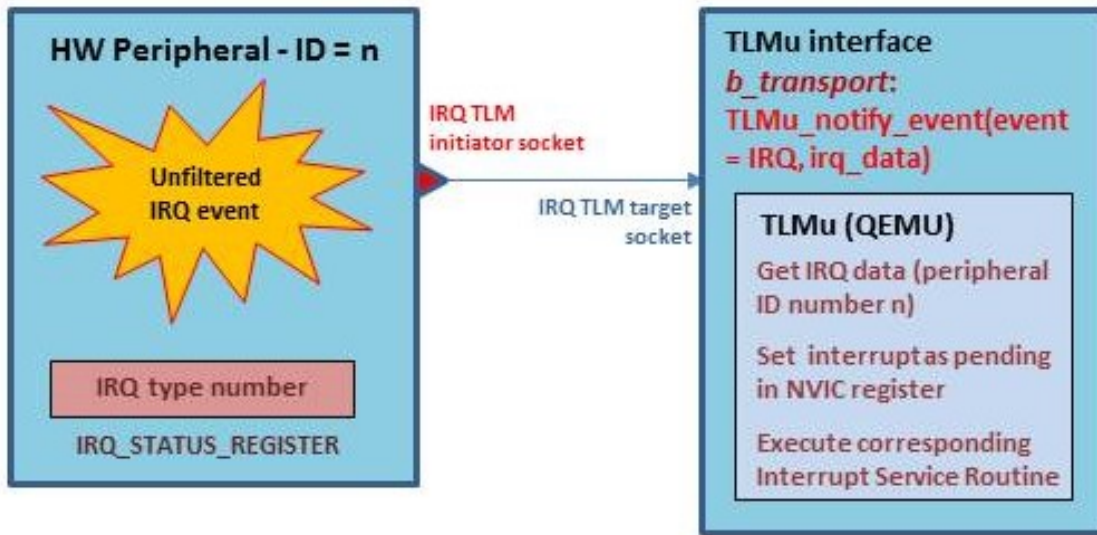 HW Peripheral - ID = n
Unfiltered
IRQ event
IRQ type number
IRQ_STATUS_REGISTER
IRQ TLM
initiator socket
IRQ TLM target
socket
TLMu interface
b_transport:
TLMu_notify_event(event
= IRQ, irq_data)
TLMu (QEMU)
Get IRQ data (peripheral
ID number n)
Set interrupt as pending
in NVIC register
Execute corresponding
Interrupt Service Routine